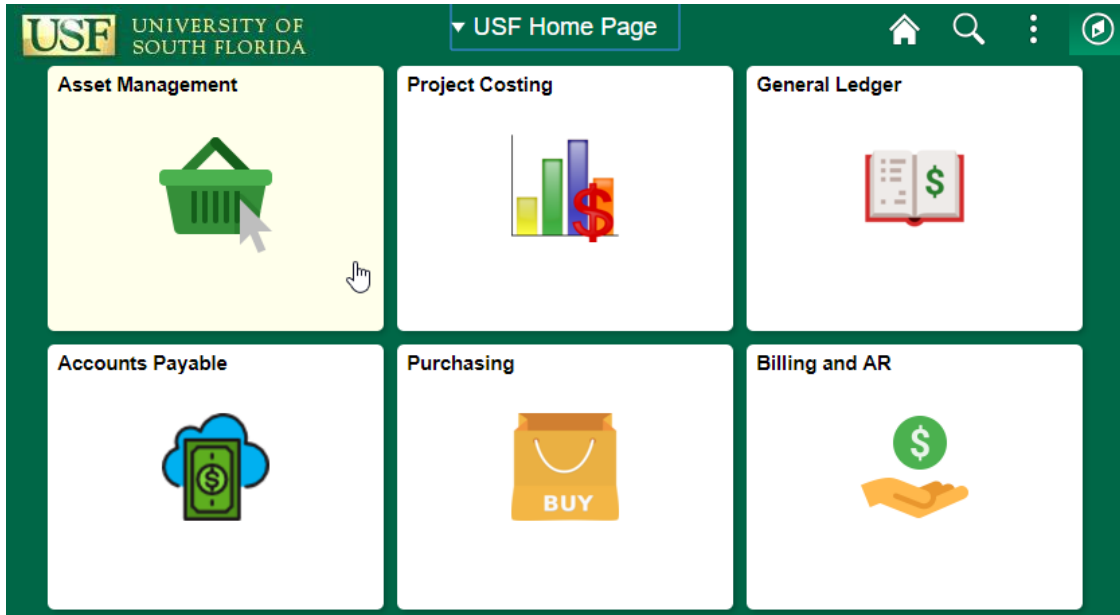 USF UNIVERSITY OF
SOUTH FLORIDA
USF Home Page
Asset Management
Project Costing
General Ledger
$
$
Accounts Payable
Purchasing
Billing and AR
$
BUY
$